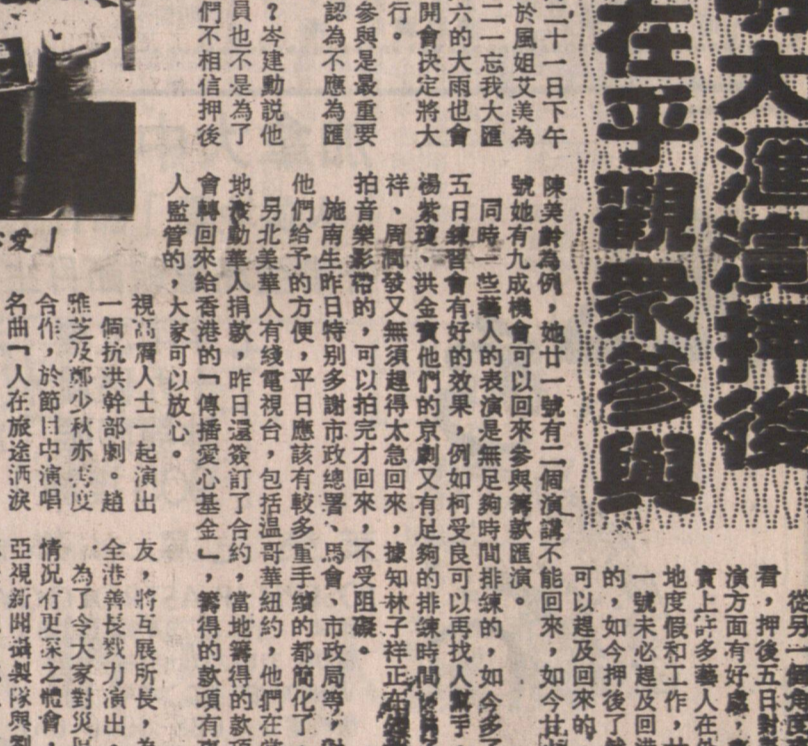 大滙演押後
在乎觀衆參與
從另一個角度
看，押後五日對
演方面有好處，
實上許多藝人在
地度假和工作，
一號未必趕及回港
的，如今押後了
可以趕及回來的
二十一日下午
於風姐艾美為
二一忘我大匯
六的大雨也會
開會決定將大
行。
參與是最重要
認為不應為匯
？岑建勳説他
員也不是為了
們不相信押後
陳美齡為例，她廿一號有二個演講不能回來，如今廿
號她有九成機會可以回來參與籌款匯演。
同時一些藝人的表演是無足夠時間排練的，如今多了
五日練習會有好的效果，例如柯受良可以再找人幫手，
楊紫瓊、洪金寶他們的京劇又有足夠的排練時間
祥、周潤發又無須趕得太急回來，據知林子祥正在
拍音樂影帶的，可以拍完才回來，不受阻礙。
施南生昨日特別多謝市政總署、馬會、市政局等，對
他們給予的方便，平日應該有較多重手續的都簡化了。
另北美華人有綫電視台，包括温哥華紐約，他們在當
地發動華人捐款，昨日還簽訂了合約，當地籌得的款項
會轉回來給香港的「傳播愛心基金」，籌得的款項有專
人監管的，大家可以放心。
愛」
視高層人士一起演出
一個抗洪幹部劇。趙
雅芝及鄭少秋亦再度
合作，於節目中演唱
名曲「人在旅途洒淚
友，將互展所長，為
全港善長戮力演出，
為了令大家對災
情况有更深之體會，
亞視新聞攝製隊與